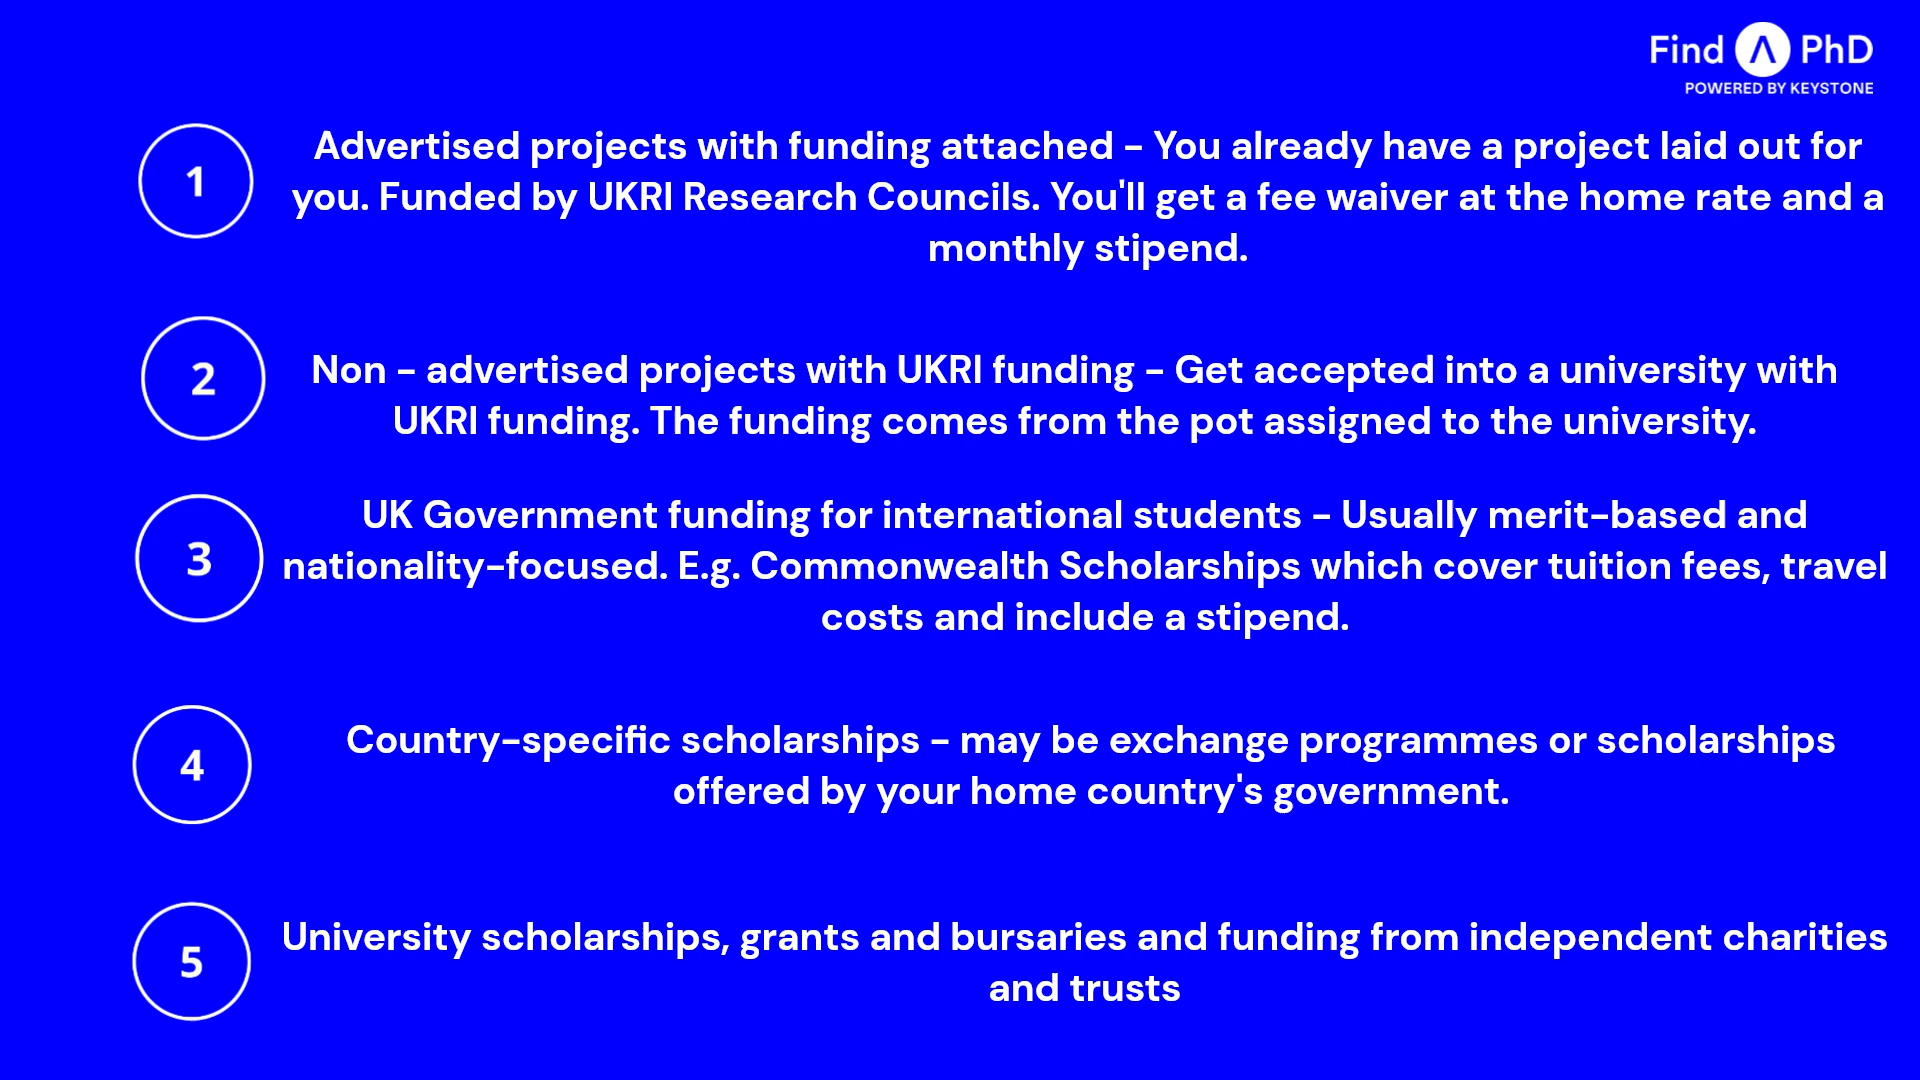 Find A PhD
POWERED BY KEYSTONE
1
Advertised projects with funding attached - You already have a project laid out for
you. Funded by UKRI Research Councils. You'll get a fee waiver at the home rate and a
monthly stipend.
2
Non - advertised projects with UKRI funding - Get accepted into a university with
UKRI funding. The funding comes from the pot assigned to the university.
3
UK Government funding for international students - Usually merit-based and
nationality-focused. E.g. Commonwealth Scholarships which cover tuition fees, travel
costs and include a stipend.
4
Country-specific scholarships - may be exchange programmes or scholarships
offered by your home country's government.
5
University scholarships, grants and bursaries and funding from independent charities
and trusts